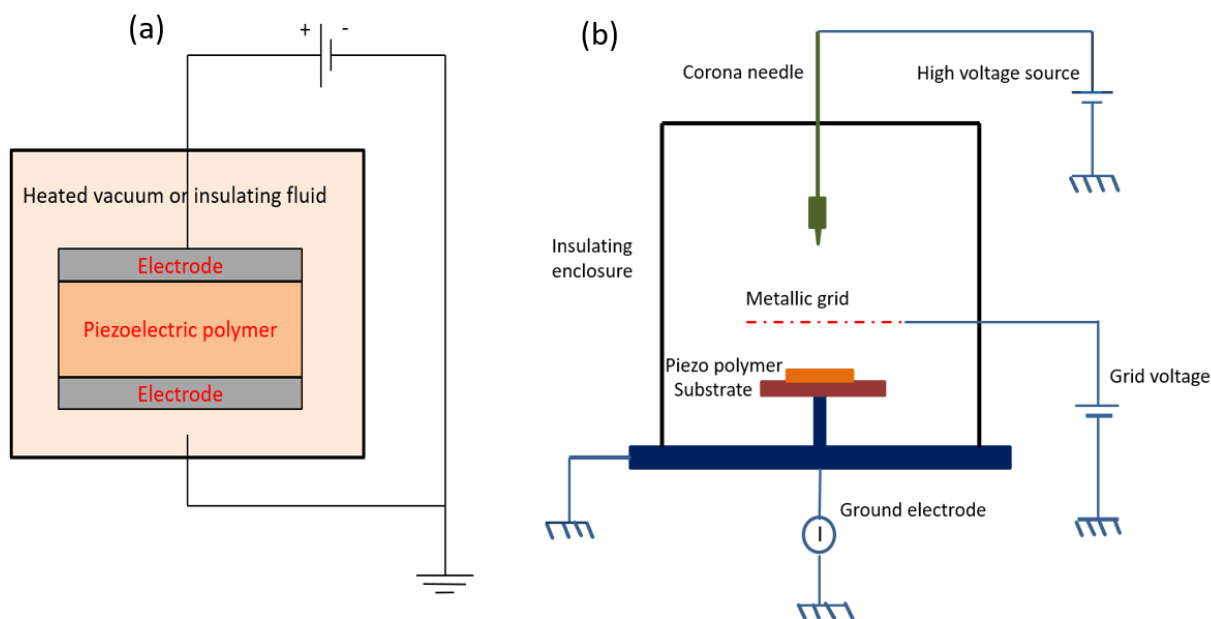 (a)
+ -
Heated vacuum or insulating fluid
Electrode
Piezoelectric polymer
Electrode
(b)
Corona needle
High voltage source
Insulating
enclosure
Metallic grid
Piezo polymer
Substrate
Grid voltage
Ground electrode
I